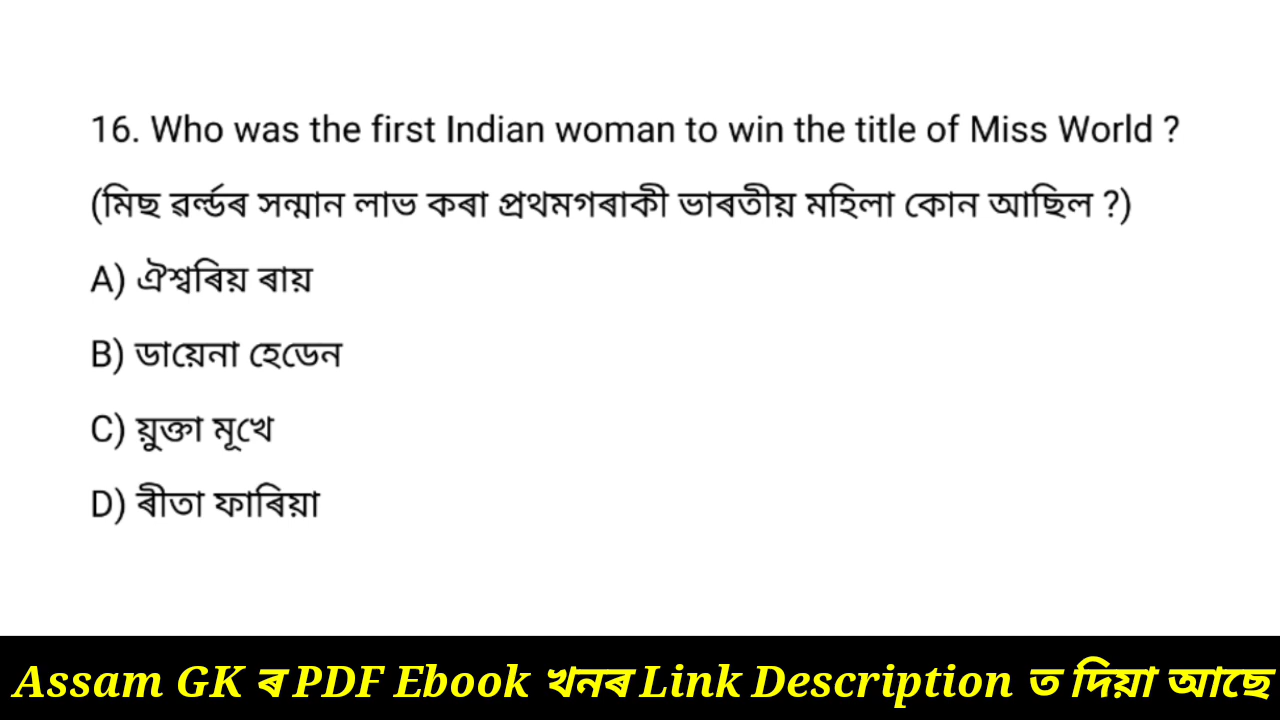 16. Who was the first Indian woman to win the title of Miss World ?
(মিছ ৱৰ্ল্ডৰ সন্মান লাভ কৰা প্ৰথমগৰাকী ভাৰতীয় মহিলা কোন আছিল ?)
A) ঐশ্বৰিয় ৰায়
B) ডায়েনা হেডেন
C) য়ুক্তা মূখে
D) ৰীতা ফাৰিয়া
Assam GK ৰ PDF Ebook খনৰ Link Description ত দিয়া আছে